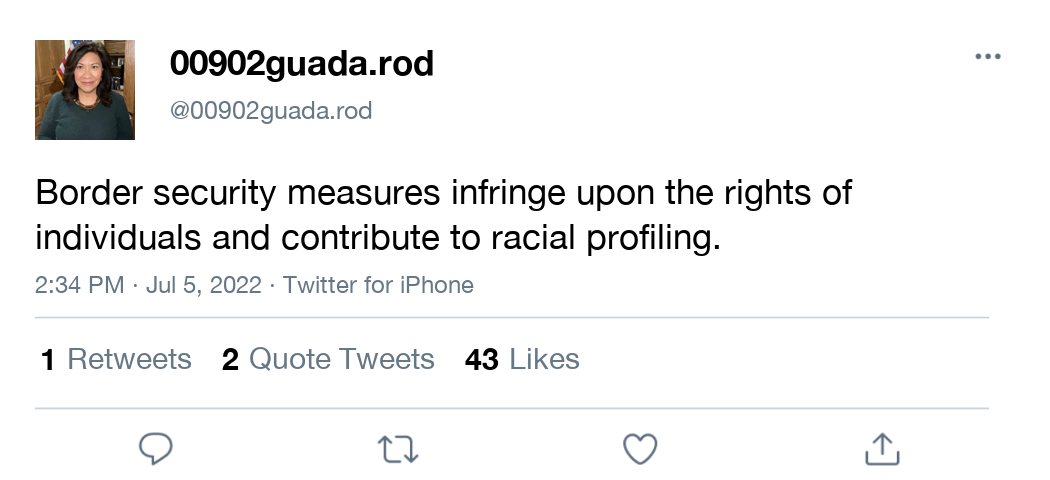 00902guada.rod
@00902guada.rod
Border security measures infringe upon the rights of
individuals and contribute to racial profiling.
2:34 PM · Jul 5, 2022 · Twitter for iPhone
1 Retweets 2 Quote Tweets 43 Likes